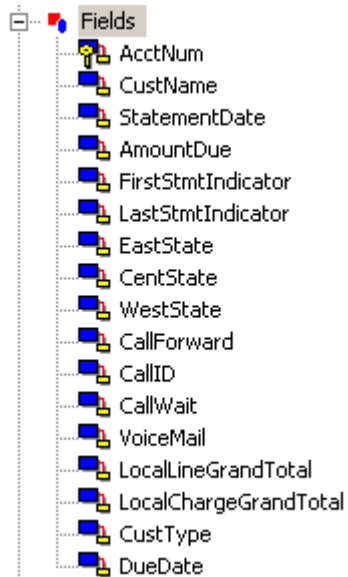 Fields
AcctNum
CustName
StatementDate
AmountDue
FirstStmtIndicator
LastStmtIndicator
EastState
CentState
WestState
CallForward
CallID
CallWait
VoiceMail
LocalLineGrandTotal
LocalChargeGrandTotal
CustType
DueDate